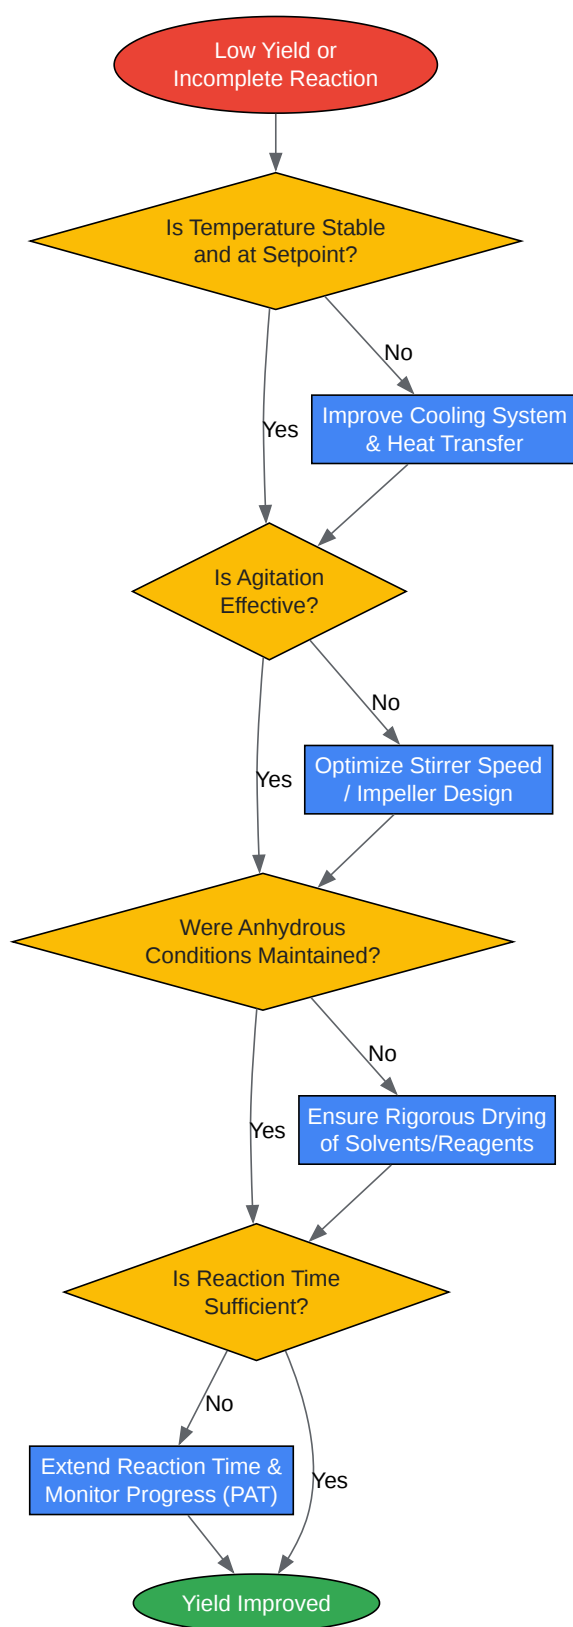 Low Yield or
Incomplete Reaction
Is Temperature Stable
and at Setpoint?
No
Improve Cooling System
& Heat Transfer
Yes
Is Agitation
Effective?
No
Optimize Stirrer Speed
/ Impeller Design
Yes
Were Anhydrous
Conditions Maintained?
No
Ensure Rigorous Drying
of Solvents/Reagents
Yes
Is Reaction Time
Sufficient?
No
Extend Reaction Time &
Monitor Progress (PAT)
Yes
Yield Improved